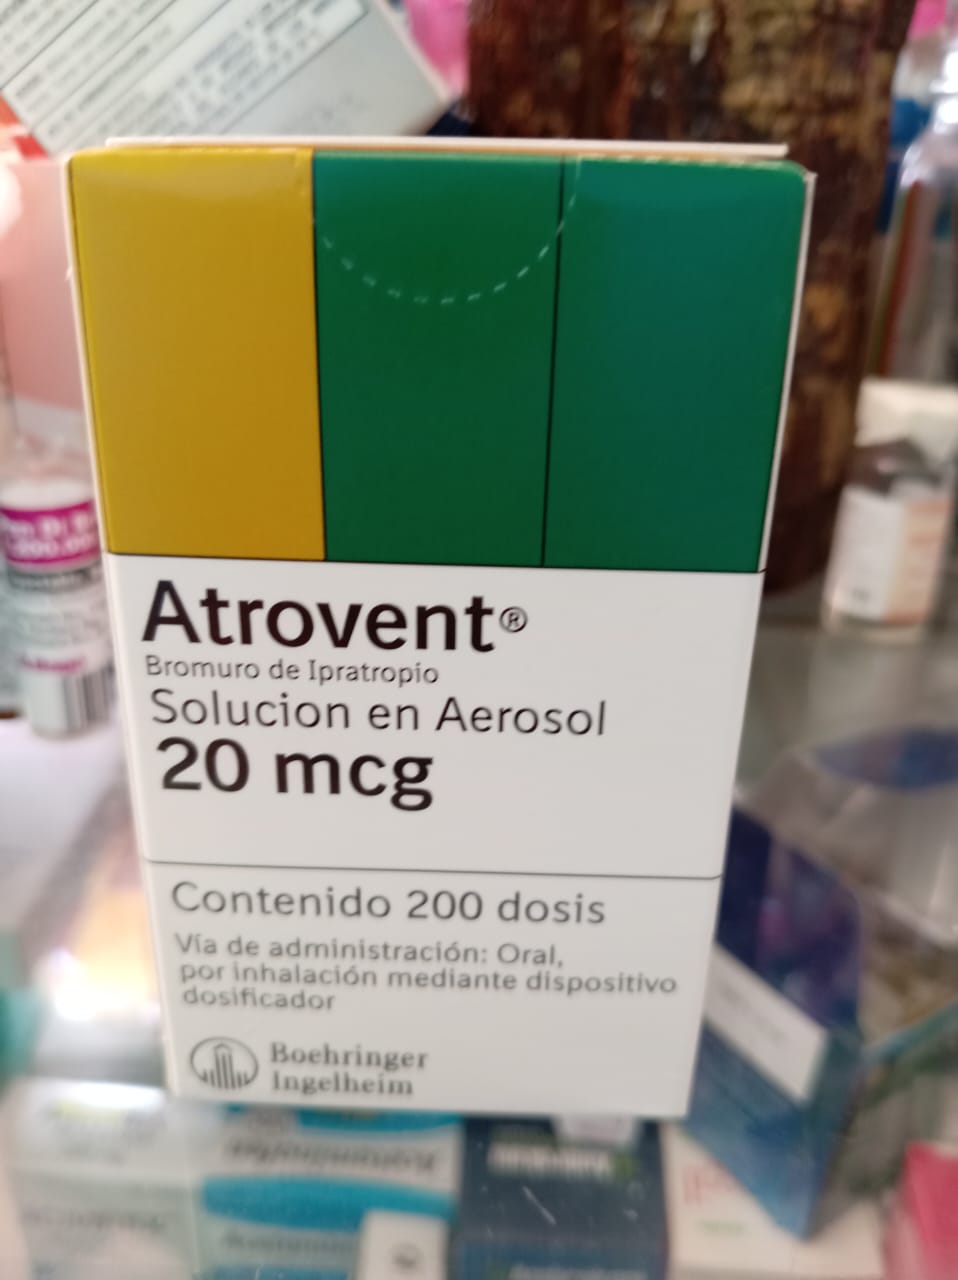 Atrovent®
Bromuro de Ipratropio
Solucion en Aerosol
20 mcg
Contenido 200 dosis
Vía de administración: Oral,
por inhalación mediante dispositivo
dosificador
Boehringer
Ingelheim